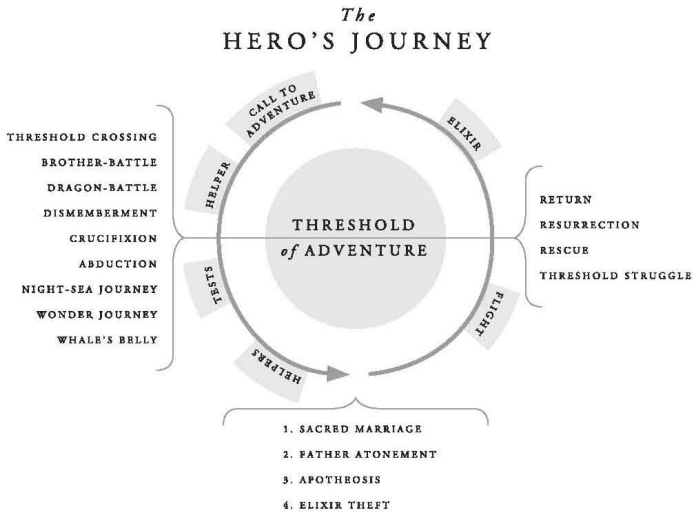 The
HERO'S JOURNEY
CALL TO
ADVENTURE
ELIXIR
HELPER
THRESHOLD CROSSING
BROTHER-BATTLE
DRAGON-BATTLE
DISMEMBERMENT
CRUCIFIXION
ABDUCTION
NIGHT-SEA JOURNEY
WONDER JOURNEY
WHALE'S BELLY
THRESHOLD
of ADVENTURE
RETURN
RESURRECTION
RESCUE
THRESHOLD STRUGGLE
TESTS
FLIGHT
HELPERS
1. SACRED MARRIAGE
2. FATHER ATONEMENT
3. APOTHEOSIS
4. ELIXIR THEFT